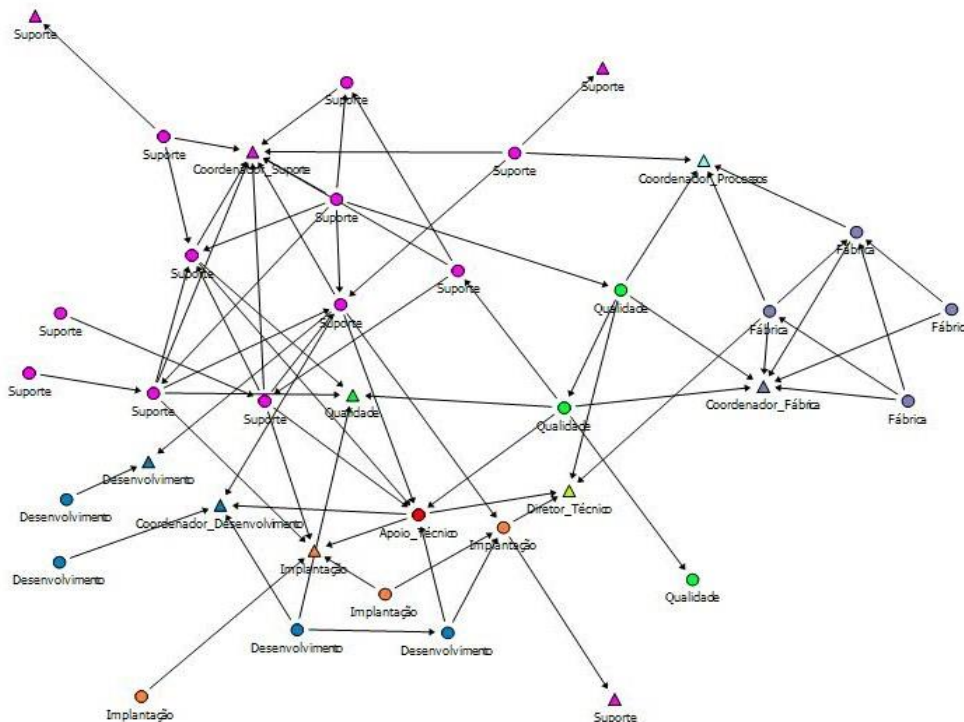 Suporte
Suporte
Suporte
Suporte
Coordenador_Suporte
Suporte
Coordenador_Processos
Suporte
Fábrica
Suporte
Suporte
Qualidade
Suporte
Suporte
Fábrica
Fábrica
Suporte
Suporte
Suporte
Qualidade
Qualidade
Coordenador_Fábrica
Fábrica
Desenvolvimento
Desenvolvimento
Coordenador_Desenvolvimento
Apoio_Técnico
Diretor_Técnico
Implantação
Desenvolvimento
Implantação
Implantação
Qualidade
Desenvolvimento
Desenvolvimento
Implantação
Suporte